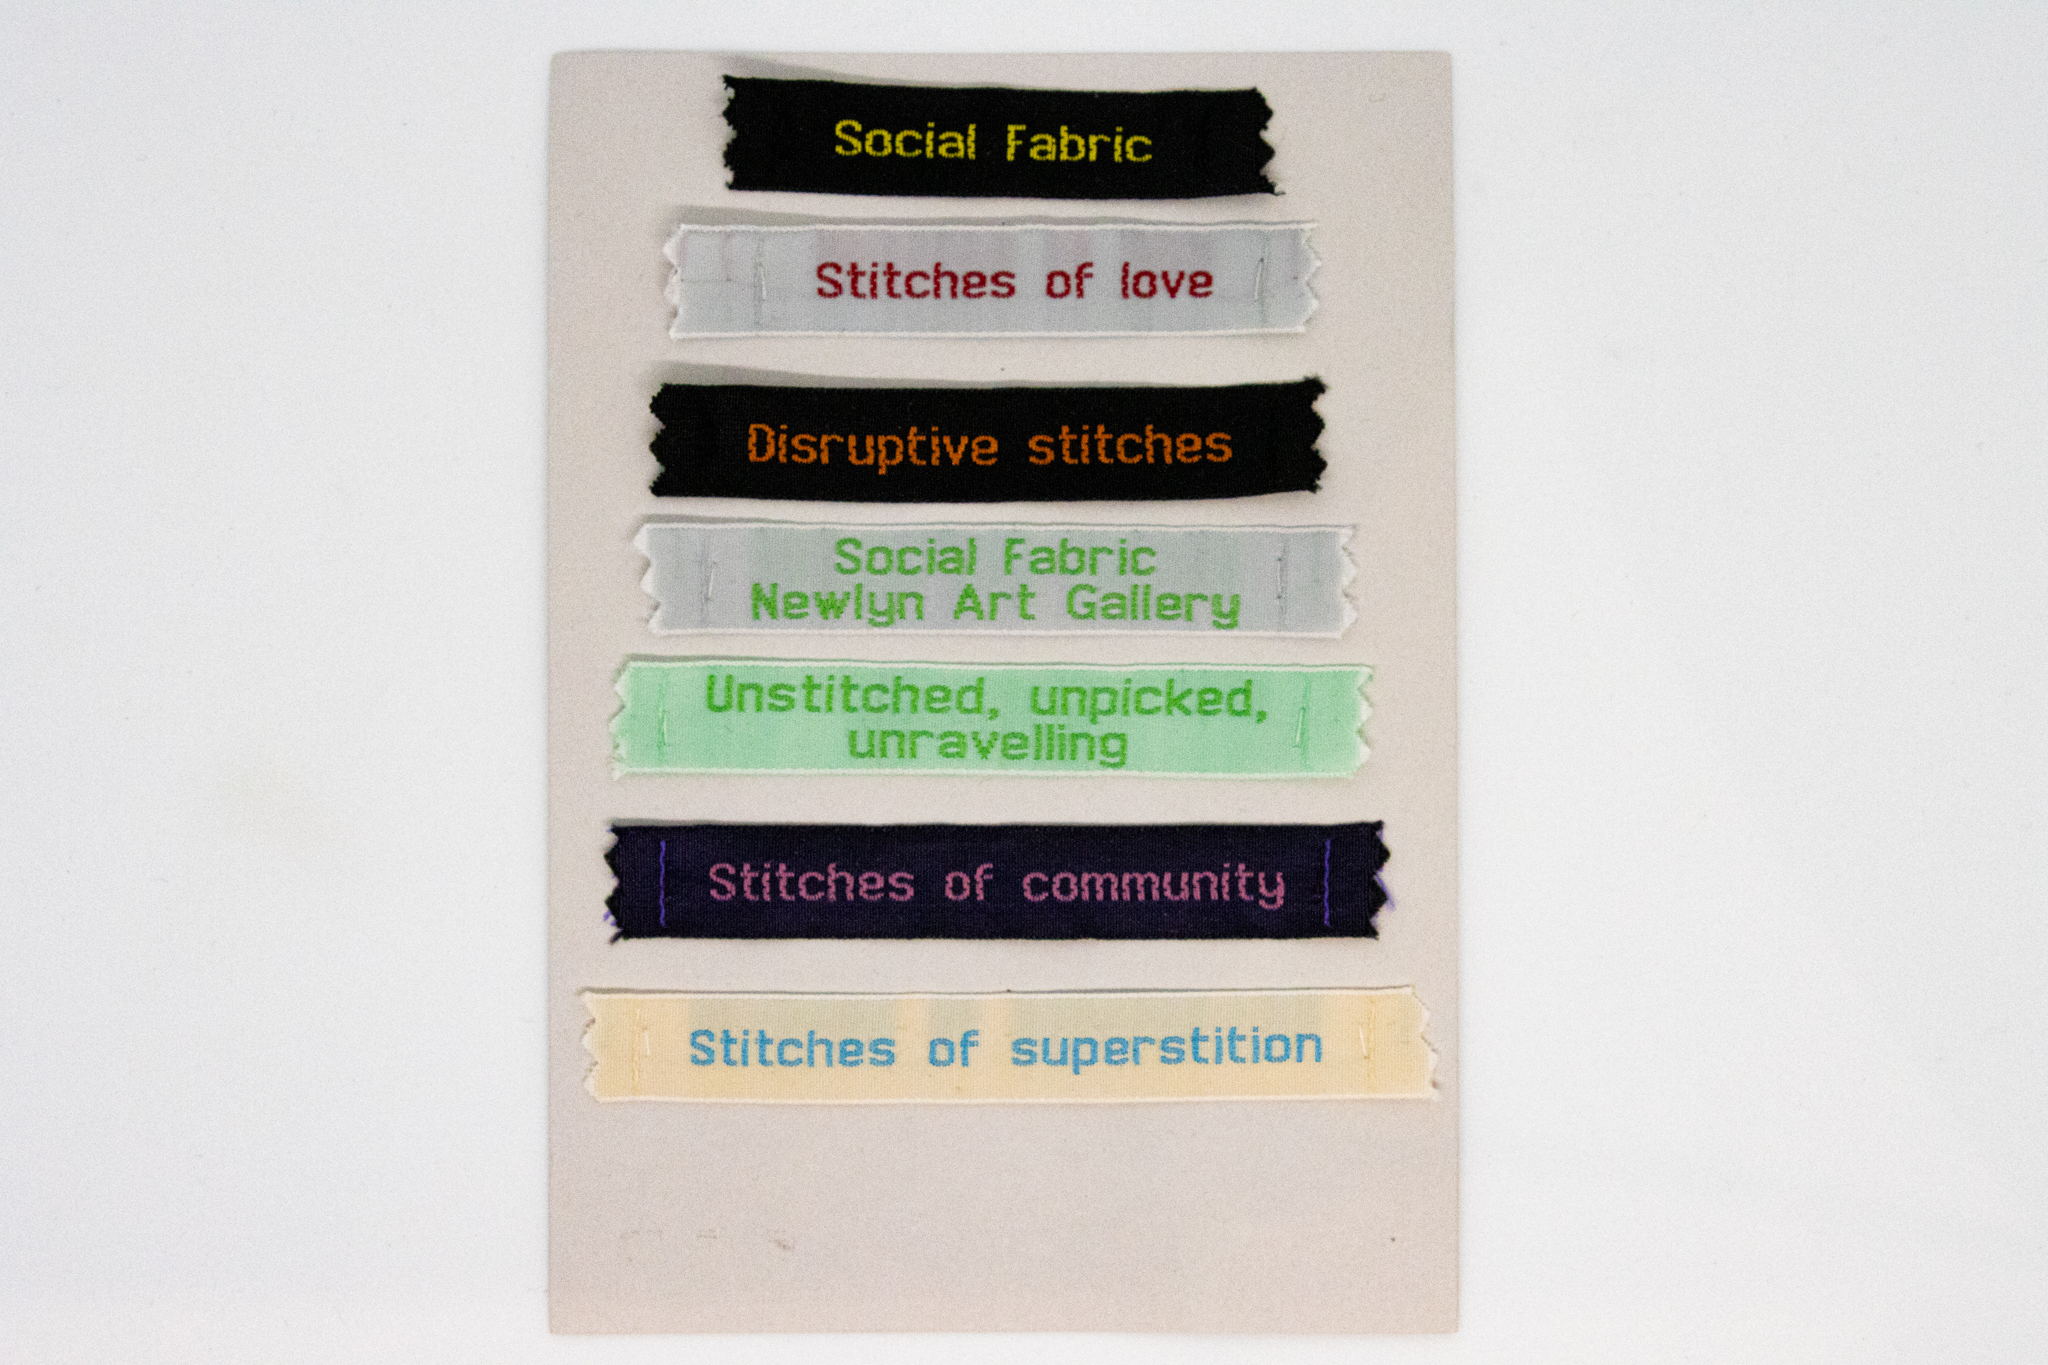 Social Fabric
Stitches of love
Disruptive stitches
Social Fabric
Newlyn Art Gallery
Unstitched, unpicked,
unravelling
Stitches of community
Stitches of superstition